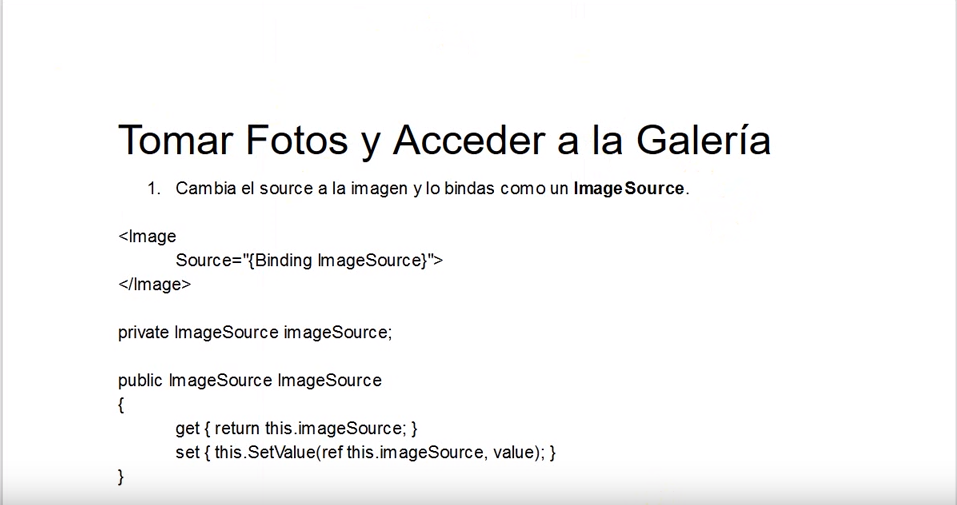 Tomar Fotos y Acceder a la Galería
1. Cambia el source a la imagen y lo bindas como un ImageSource.
<Image
Source="{Binding ImageSource}">
</Image>
private ImageSource imageSource;
public ImageSource ImageSource
{
get { return this.imageSource; }
set { this.SetValue(ref this.imageSource, value); }
}